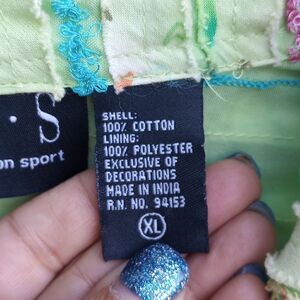 · S
on sport
SHELL:
100% COTTON
LINING:
100% POLYESTER
EXCLUSIVE OF
DECORATIONS
MADE IN INDIA
R.N. NO. 94153
XL